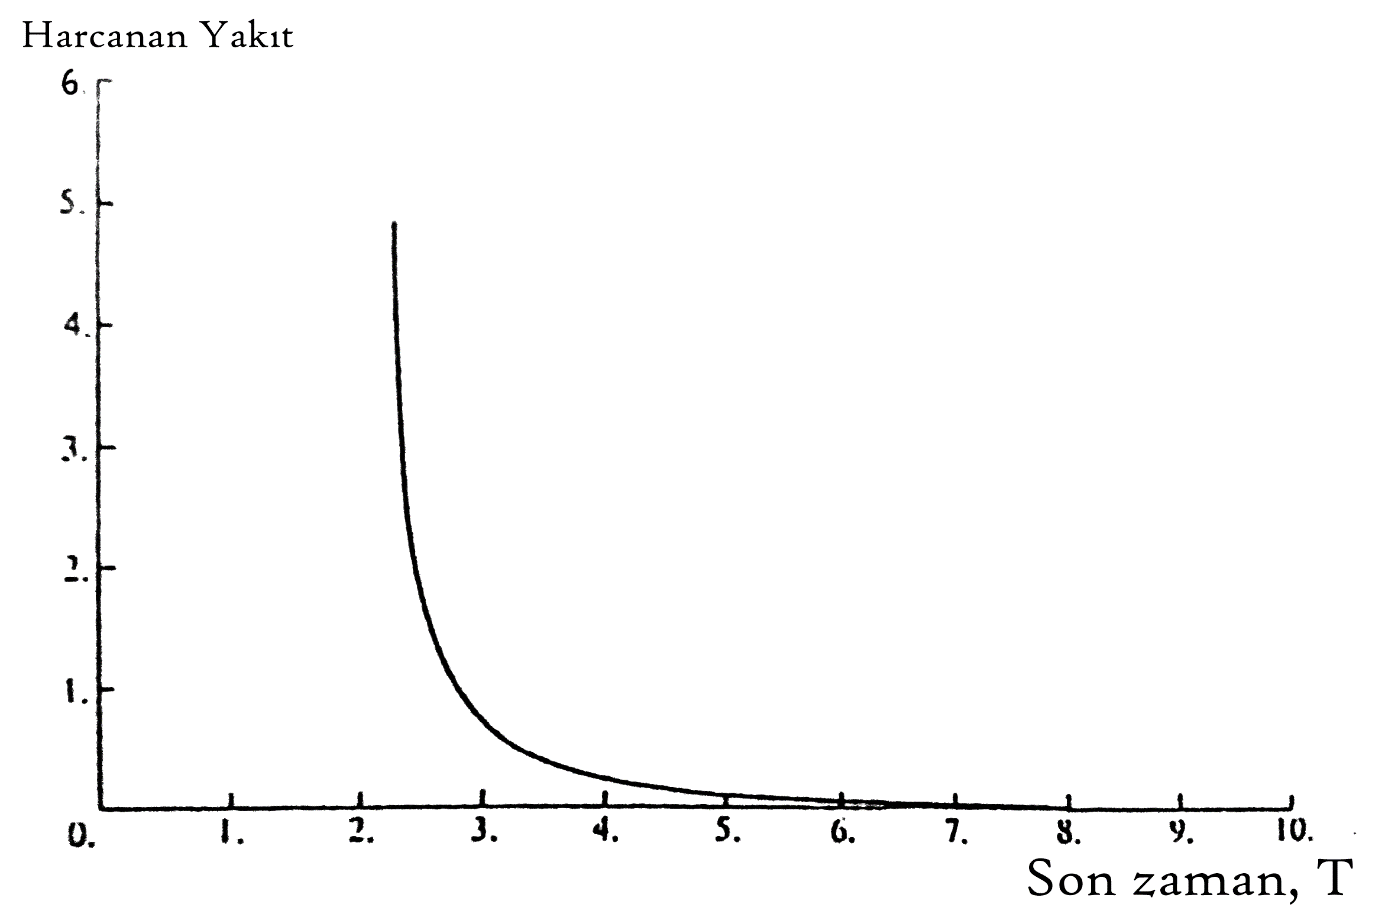 Harcanan Yakıt
6.
5.
4.
3.
2.
1.
0. 1. 2. 3. 4. 5. 6. 7. 8. 9. 10.
Son zaman, T